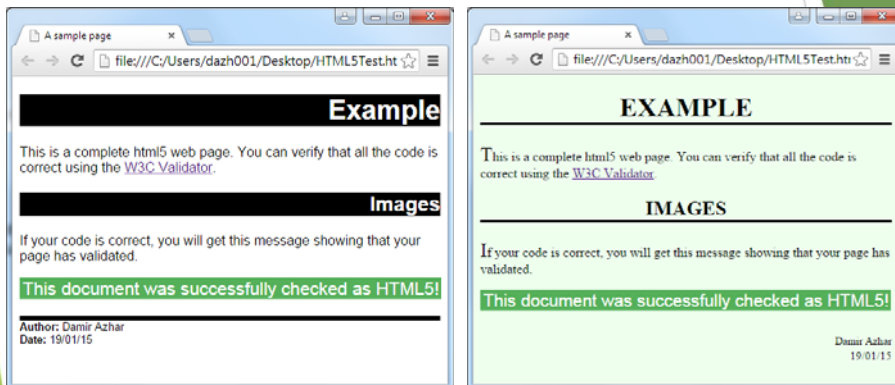 A sample page
file:///C:/Users/dazh001/Desktop/HTML5Test.ht
Example
This is a complete html5 web page. You can verify that all the code is
correct using the W3C Validator.
Images
If your code is correct, you will get this message showing that your
page has validated.
This document was successfully checked as HTML5!
Author: Damir Azhar
Date: 19/01/15
A sample page
file:///C:/Users/dazh001/Desktop/HTML5Test.htm
EXAMPLE
This is a complete html5 web page. You can verify that all the code is
correct using the W3C Validator.
IMAGES
If your code is correct, you will get this message showing that your page has
validated.
This document was successfully checked as HTML5!
Damir Azhar
19/01/15